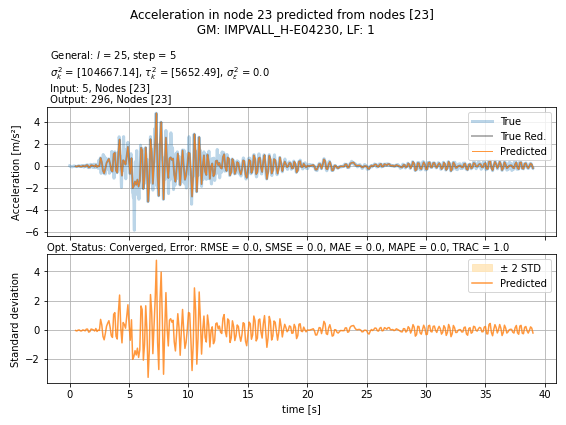 Acceleration in node 23 predicted from nodes [23]
GM: IMPVALL_H-E04230, LF: 1
General: l = 25, step = 5
σ²ₖ = [104667.14], τ²ₖ = [5652.49], σ²ₑ = 0.0
Input: 5, Nodes [23]
Output: 296, Nodes [23]
True
True Red.
Predicted
4
2
0
−2
−4
−6
Acceleration [m/s²]
Opt. Status: Converged, Error: RMSE = 0.0, SMSE = 0.0, MAE = 0.0, MAPE = 0.0, TRAC = 1.0
± 2 STD
Predicted
4
2
0
−2
Standard deviation
0 5 10 15 20 25 30 35 40
time [s]